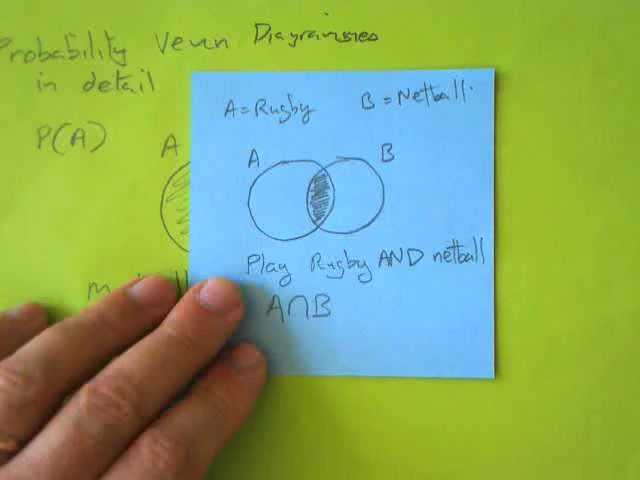 Probability Venn Diagrams
in detail
P(A)
A
A = Rugby B = Netball.
A B
Play Rugby AND netball
A∩B